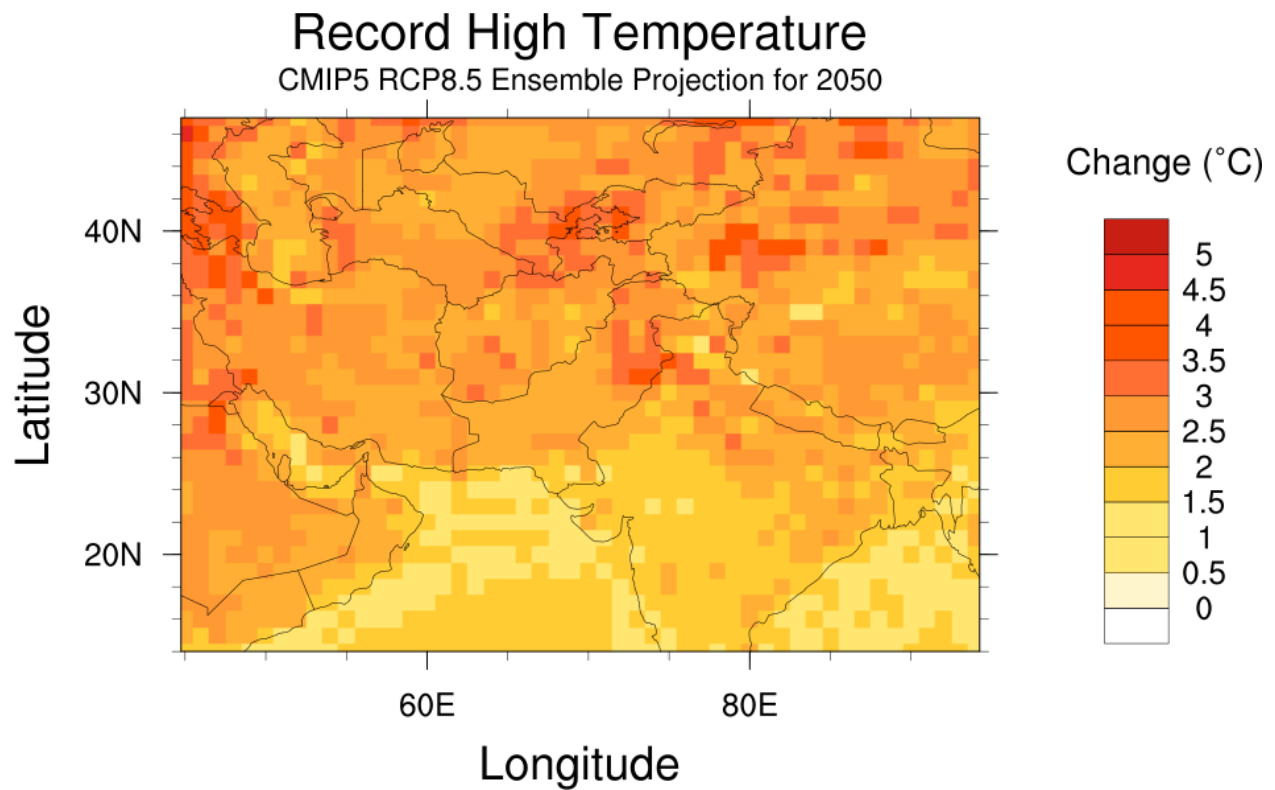 Record High Temperature
CMIP5 RCP8.5 Ensemble Projection for 2050
Change (˚C)
5
4.5
4
3.5
3
2.5
2
1.5
1
0.5
0
Latitude
40N
30N
20N
60E
80E
Longitude